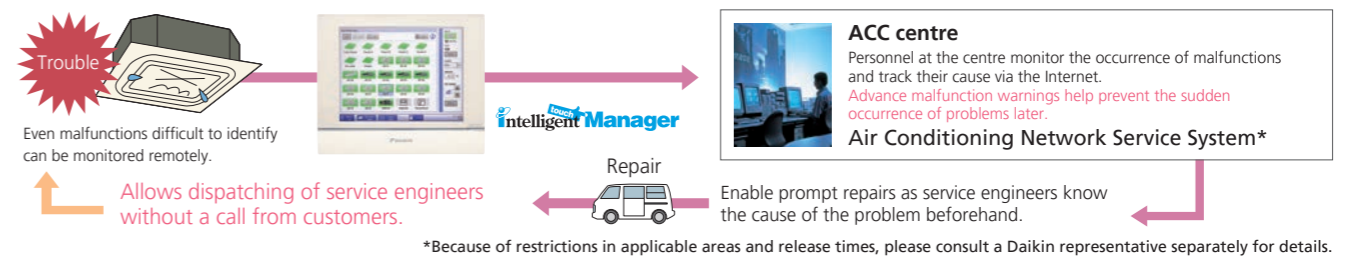 Trouble
Even malfunctions difficult to identify
can be monitored remotely.
intelligent touch Manager
ACC centre
Personnel at the centre monitor the occurrence of malfunctions
and track their cause via the Internet.
Advance malfunction warnings help prevent the sudden
occurrence of problems later.
Air Conditioning Network Service System*
Repair
Enable prompt repairs as service engineers know
the cause of the problem beforehand.
Allows dispatching of service engineers
without a call from customers.
*Because of restrictions in applicable areas and release times, please consult a Daikin representative separately for details.